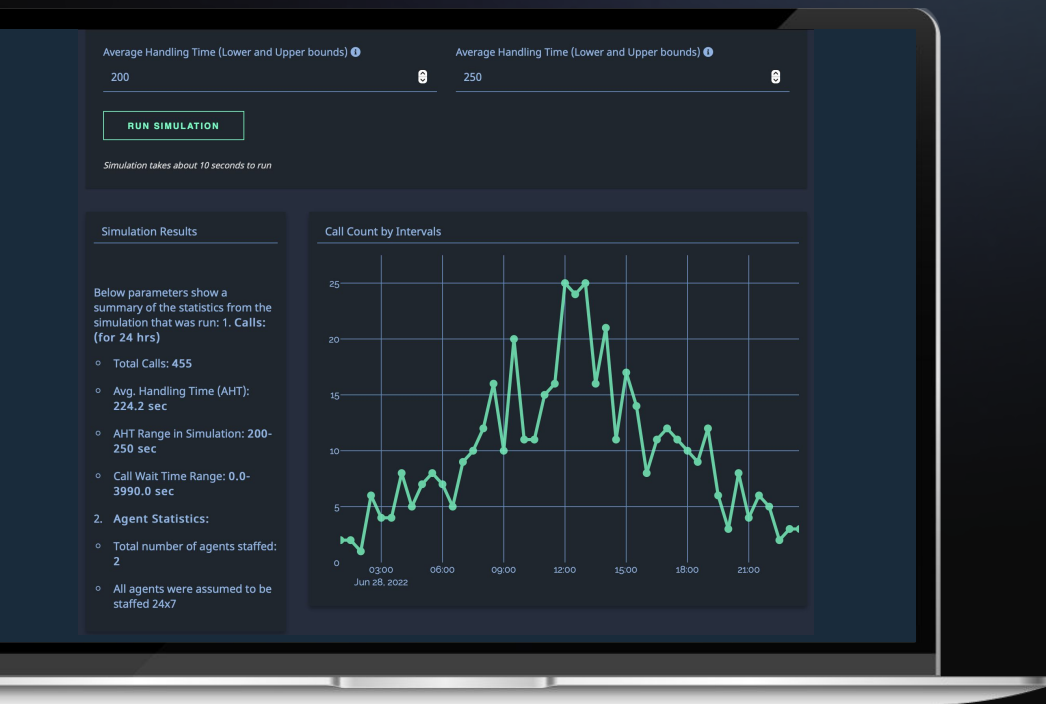 Average Handling Time (Lower and Upper bounds)
Average Handling Time (Lower and Upper bounds)
200
250
RUN SIMULATION
Simulation takes about 10 seconds to run
Simulation Results
Below parameters show a
summary of the statistics from the
simulation that was run: 1. Calls:
(for 24 hrs)
Total Calls: 455
Avg. Handling Time (AHT):
224.2 sec
AHT Range in Simulation: 200-
250 sec
Call Wait Time Range: 0.0-
3990.0 sec
2. Agent Statistics:
Total number of agents staffed:
2
All agents were assumed to be
staffed 24x7
Call Count by Intervals
25
20
15
10
5
0
03:00
06:00
09:00
12:00
15:00
18:00
21:00
Jun 28, 2022